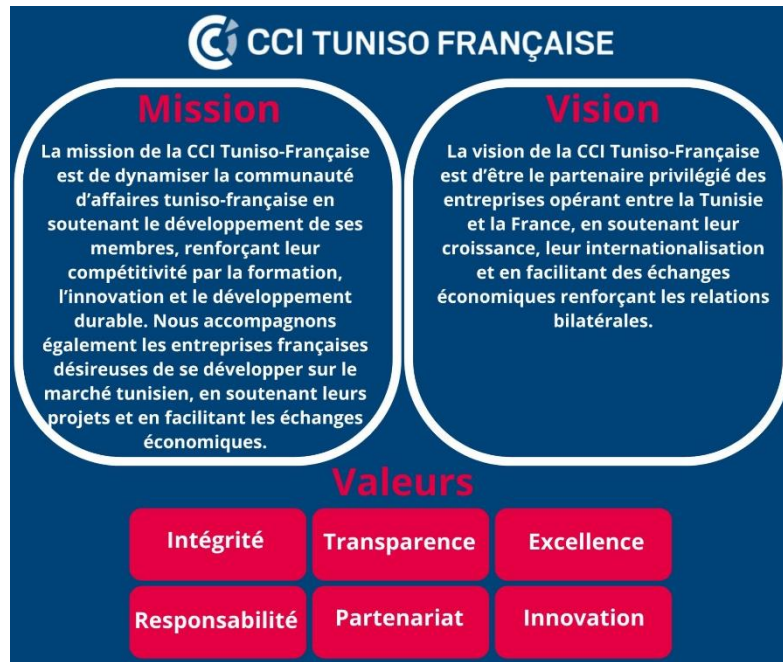 CCI TUNISO FRANÇAISE
Mission
La mission de la CCI Tuniso-Française
est de dynamiser la communauté
d’affaires tuniso-française en
soutenant le développement de ses
membres, renforçant leur
compétitivité par la formation,
l’innovation et le développement
durable. Nous accompagnons
également les entreprises françaises
désireuses de se développer sur le
marché tunisien, en soutenant leurs
projets et en facilitant les échanges
économiques.
Vision
La vision de la CCI Tuniso-Française
est d’être le partenaire privilégié des
entreprises opérant entre la Tunisie
et la France, en soutenant leur
croissance, leur internationalisation
et en facilitant des échanges
économiques renforçant les relations
bilatérales.
Valeurs
Intégrité
Transparence
Excellence
Responsabilité
Partenariat
Innovation